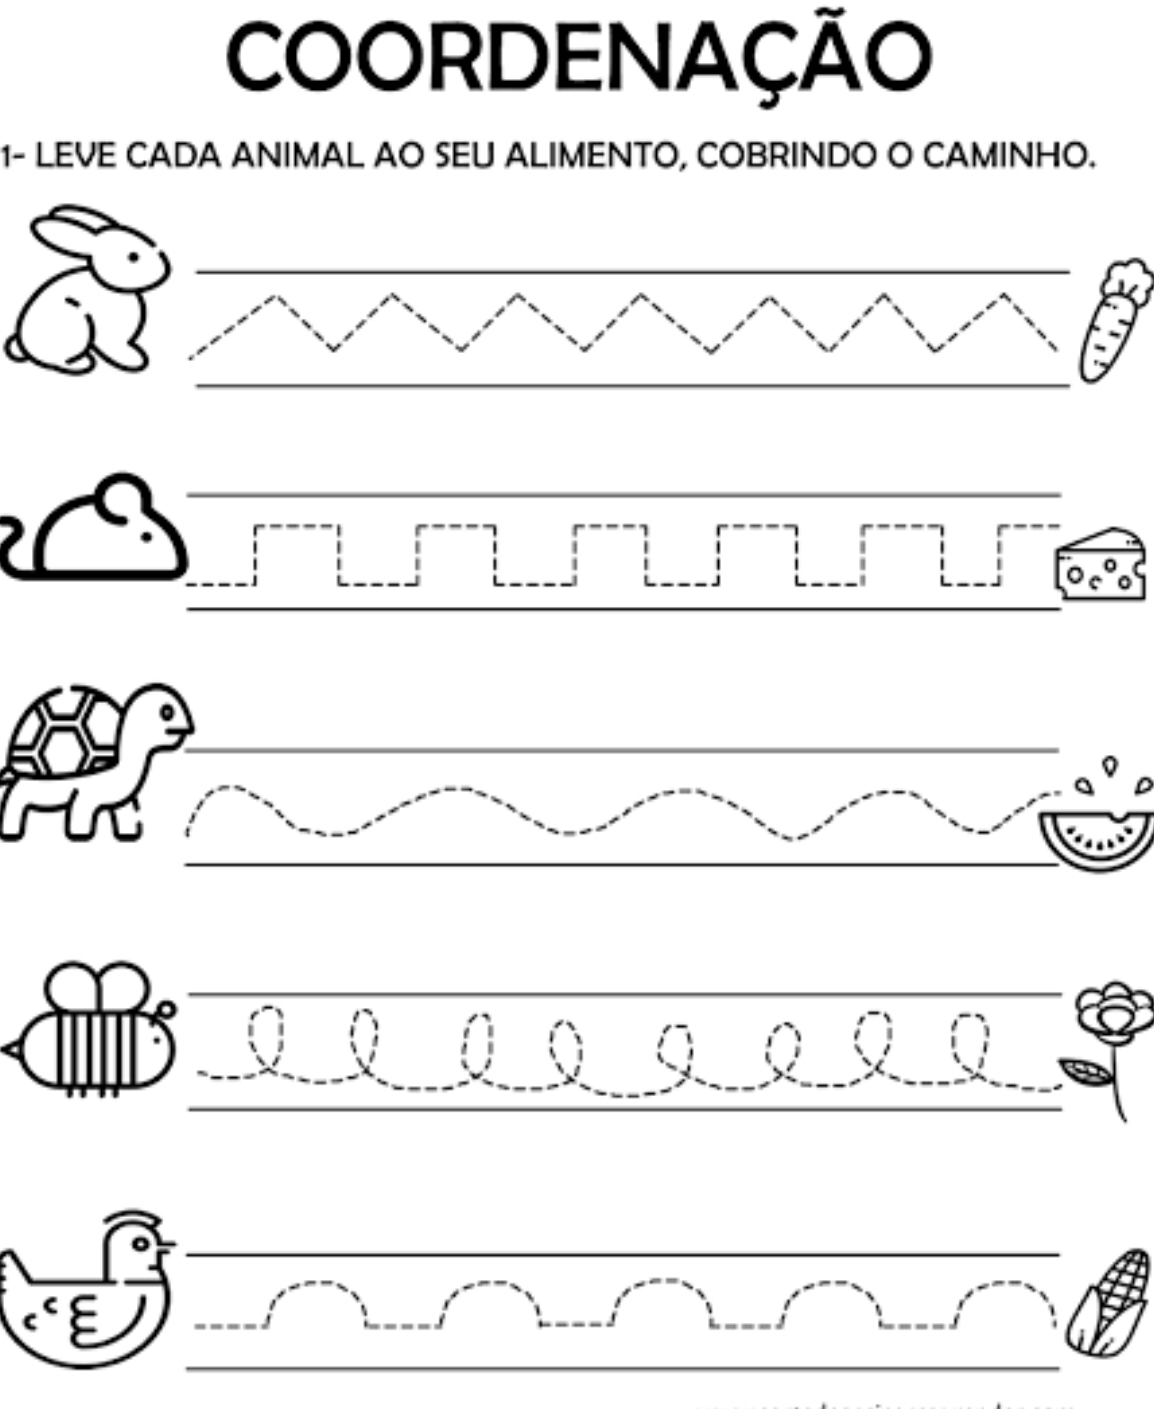 COORDENAÇÃO
1- LEVE CADA ANIMAL AO SEU ALIMENTO, COBRINDO O CAMINHO.